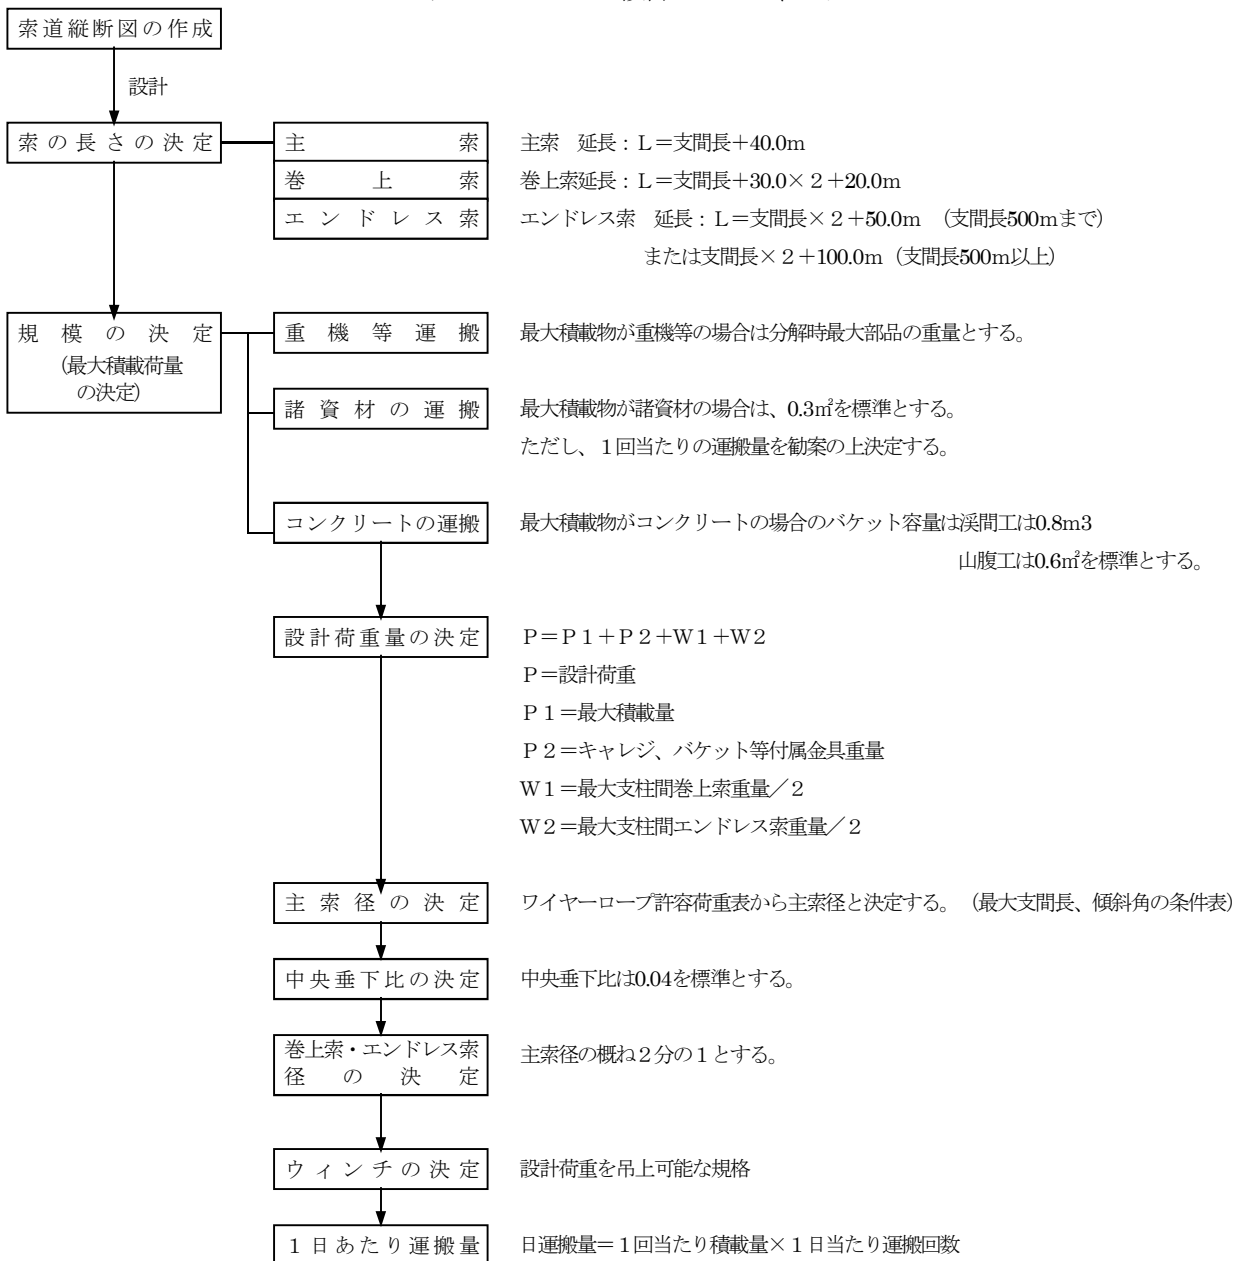 索道縦断図の作成
設計
索の長さの決定
主索
主索　延長：L＝支間長＋40.0m
巻上索
巻上索延長：L＝支間長＋30.0×２＋20.0m
エンドレス索
エンドレス索　延長：L＝支間長×２＋50.0m　（支間長500mまで）
または支間長×２＋100.0m（支間長500m以上）
規模の決定
（最大積載荷量
の決定）
重機等運搬
最大積載物が重機等の場合は分解時最大部品の重量とする。
諸資材の運搬
最大積載物が諸資材の場合は、0.3㎥を標準とする。
ただし、１回当たりの運搬量を勧案の上決定する。
コンクリートの運搬
最大積載物がコンクリートの場合のバケット容量は渓間工は0.8m3
山腹工は0.6㎥を標準とする。
設計荷重量の決定
P＝P１＋P２＋W１＋W２
P＝設計荷重
P１＝最大積載量
P２＝キャレジ、バケット等付属金具重量
W１＝最大支柱間巻上索重量／２
W２＝最大支柱間エンドレス索重量／２
主索径の決定
ワイヤーロープ許容荷重表から主索径と決定する。（最大支間長、傾斜角の条件表）
中央垂下比の決定
中央垂下比は0.04を標準とする。
巻上索・エンドレス索
径の決定
主索径の概ね２分の１とする。
ウィンチの決定
設計荷重を吊上可能な規格
１日あたり運搬量
日運搬量＝１回当たり積載量×１日当たり運搬回数